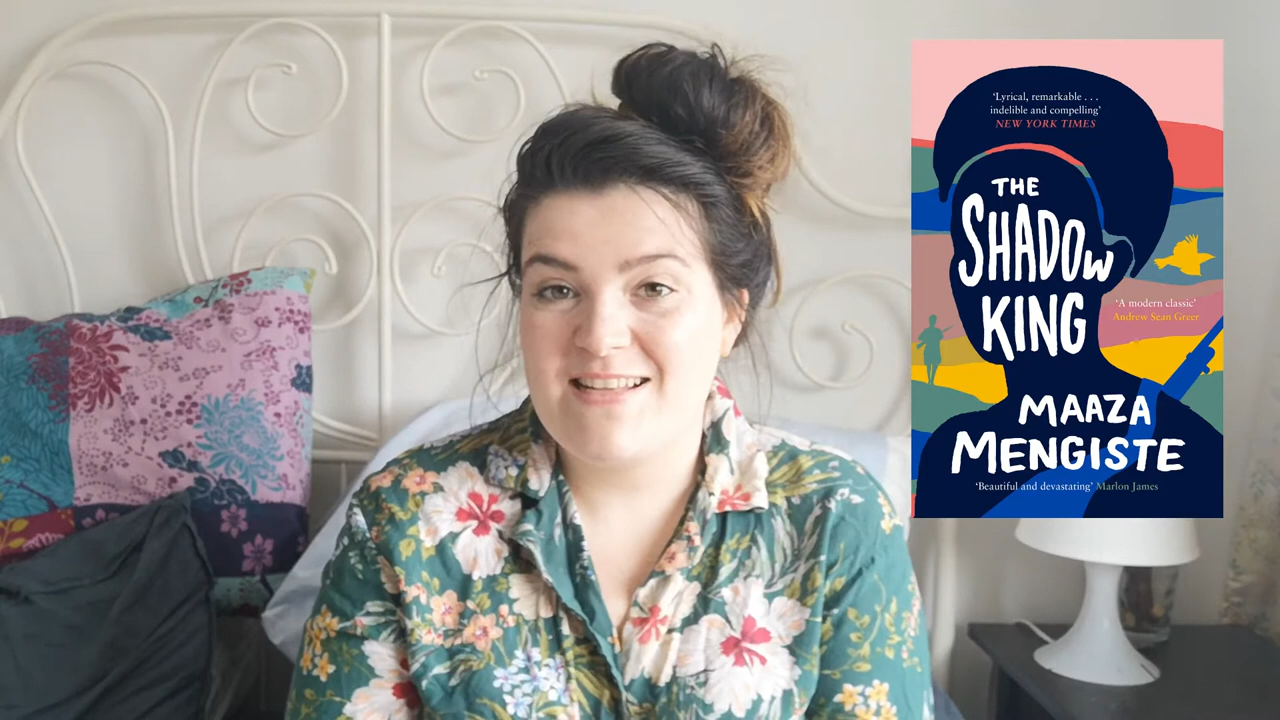 ‘Lyrical, remarkable . . .
indelible and compelling’
NEW YORK TIMES
THE
SHADOW
KING
‘A modern classic’
Andrew Sean Greer
MAAZA
MENGISTE
‘Beautiful and devastating’ Marlon James